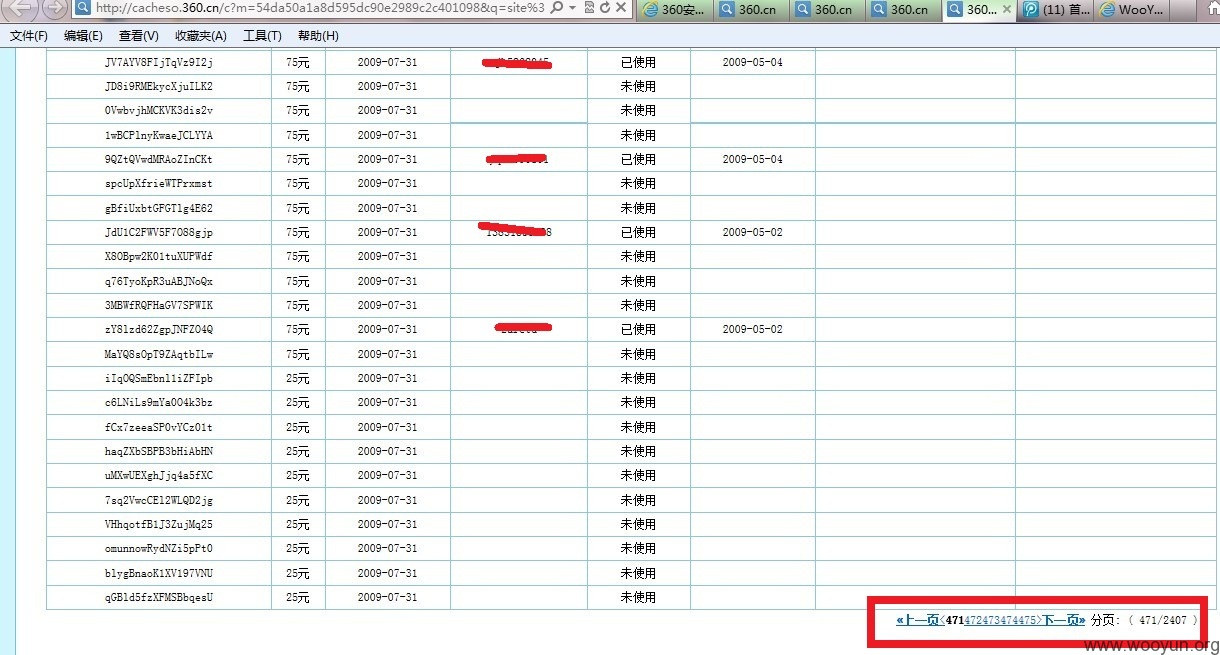 http://cacheso.360.cn/c?m=54da50a1a8d595dc90e2989c2c401098&q=site%3
360安... 360.cn 360.cn 360.cn 360... (11) 首... WooY...
文件(F) 编辑(E) 查看(V) 收藏夹(A) 工具(T) 帮助(H)
JV7AYV8FIjTqVz9I2j 75元 2009-07-31 已使用 2009-05-04
JD8i9RMEkycXjuILK2 75元 2009-07-31 未使用
0VwbvjhMCKVK3dis2v 75元 2009-07-31 未使用
1wBCPlnyKwaeJCLYYA 75元 2009-07-31 未使用
9QZtQVwdMRAoZInCKt 75元 2009-07-31 已使用 2009-05-04
spcUpXfrieWTPrxmst 75元 2009-07-31 未使用
gBfiUxbtGFGTlg4E62 75元 2009-07-31 未使用
JdU1C2FWV5F7O88gjp 75元 2009-07-31 已使用 2009-05-02
X8OBpw2K01tuXUPWdf 75元 2009-07-31 未使用
q76TyoKpR3uABJNoQx 75元 2009-07-31 未使用
3MBWfRQFHaGV7SPWIK 75元 2009-07-31 未使用
zY8lzd62ZgpJNFZ04Q 75元 2009-07-31 已使用 2009-05-02
MaYQ8sOpT9ZAqtbILw 75元 2009-07-31 未使用
iIqOQSmEbnl1iZFIpb 25元 2009-07-31 未使用
c6LNiLs9mYa0O4k3bz 25元 2009-07-31 未使用
fCx7zeeaSP0vYCz01t 25元 2009-07-31 未使用
haqZXbSBPB3bHiAbHN 25元 2009-07-31 未使用
uMXwUEXghJjq4a5fXC 25元 2009-07-31 未使用
7sq2VwcCEl2WLQD2jg 25元 2009-07-31 未使用
VHhqotfB1J3ZujMq25 25元 2009-07-31 未使用
omunnowRydNZi5pPt0 25元 2009-07-31 未使用
blygBnaoK1XV197VNU 25元 2009-07-31 未使用
qGBld5fzXFMSBbqesU 25元 2009-07-31 未使用
«上一页<471472473474475>下一页» 分页：( 471/2407 )
www.wooyun.org